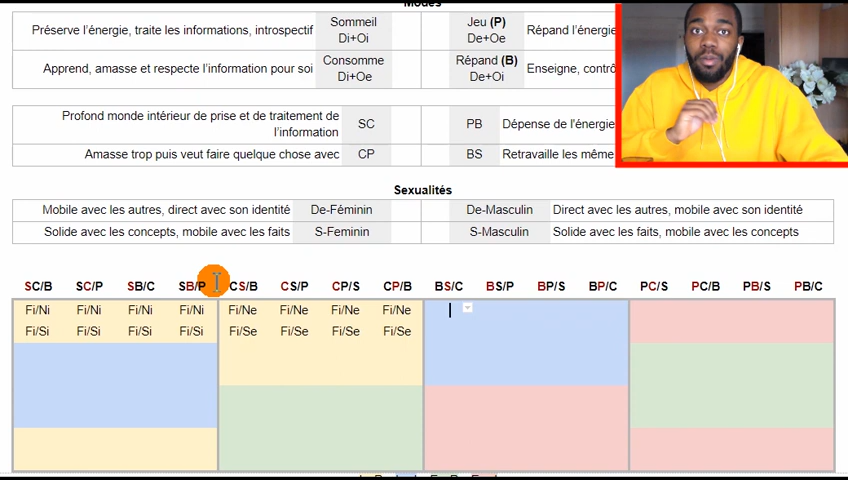 Modes
Préserve l'énergie, traite les informations, introspectif
Sommeil
Di+Oi
Jeu (P)
De+Oe
Répand l'énergie
Apprend, amasse et respecte l'information pour soi
Consomme
Di+Oe
Répand (B)
De+Oi
Enseigne, contrô
Profond monde intérieur de prise et de traitement de
l'information
SC
PB
Dépense de l'énergie
Amasse trop puis veut faire quelque chose avec
CP
BS
Retravaille les même
Sexualités
Mobile avec les autres, direct avec son identité
De-Féminin
De-Masculin
Direct avec les autres, mobile avec son identité
Solide avec les concepts, mobile avec les faits
S-Feminin
S-Masculin
Solide avec les faits, mobile avec les concepts
SC/B SC/P SB/C SB/P CS/B CS/P CP/S CP/B BS/C BS/P BP/S BP/C PC/S PC/B PB/S PB/C
Fi/Ni Fi/Ni Fi/Ni Fi/Ni Fi/Ne Fi/Ne Fi/Ne Fi/Ne
Fi/Si Fi/Si Fi/Si Fi/Si Fi/Se Fi/Se Fi/Se Fi/Se